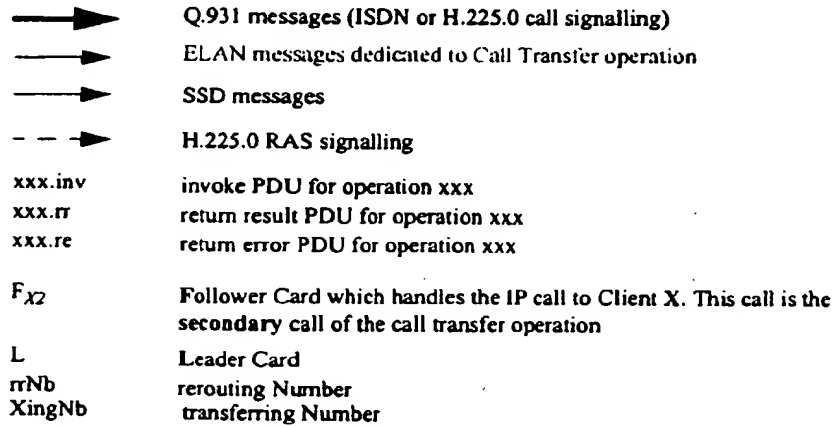 Q.931 messages (ISDN or H.225.0 call signalling)
ELAN messages dedicated to Call Transfer operation
SSD messages
H.225.0 RAS signalling
xxx.inv invoke PDU for operation xxx
xxx.rr return result PDU for operation xxx
xxx.re return error PDU for operation xxx
FX2 Follower Card which handles the IP call to Client X. This call is the
secondary call of the call transfer operation
L Leader Card
rrNb rerouting Number
XingNb transferring Number